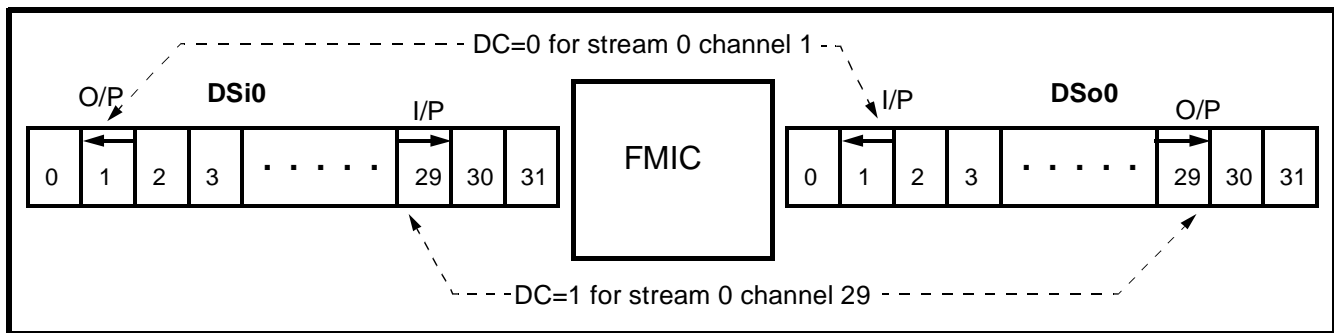 DC=0 for stream 0 channel 1
O/P DSi0 I/P
I/P DSo0 O/P
0 1 2 3 . . . . . 29 30 31
FMIC
0 1 2 3 . . . . . 29 30 31
DC=1 for stream 0 channel 29